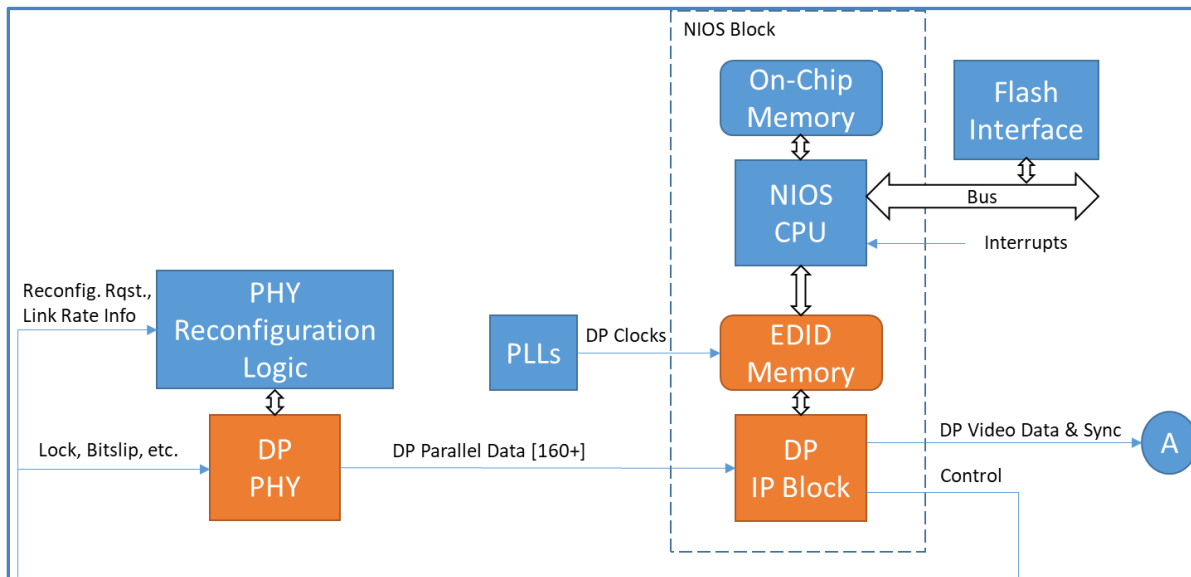 NIOS Block
On-Chip
Memory
Flash
Interface
NIOS
CPU
Bus
Interrupts
Reconfig. Rqst.,
Link Rate Info
PHY
Reconfiguration
Logic
PLLs
DP Clocks
EDID
Memory
Lock, Bitslip, etc.
DP
PHY
DP Parallel Data [160+]
DP
IP Block
DP Video Data & Sync
A
Control